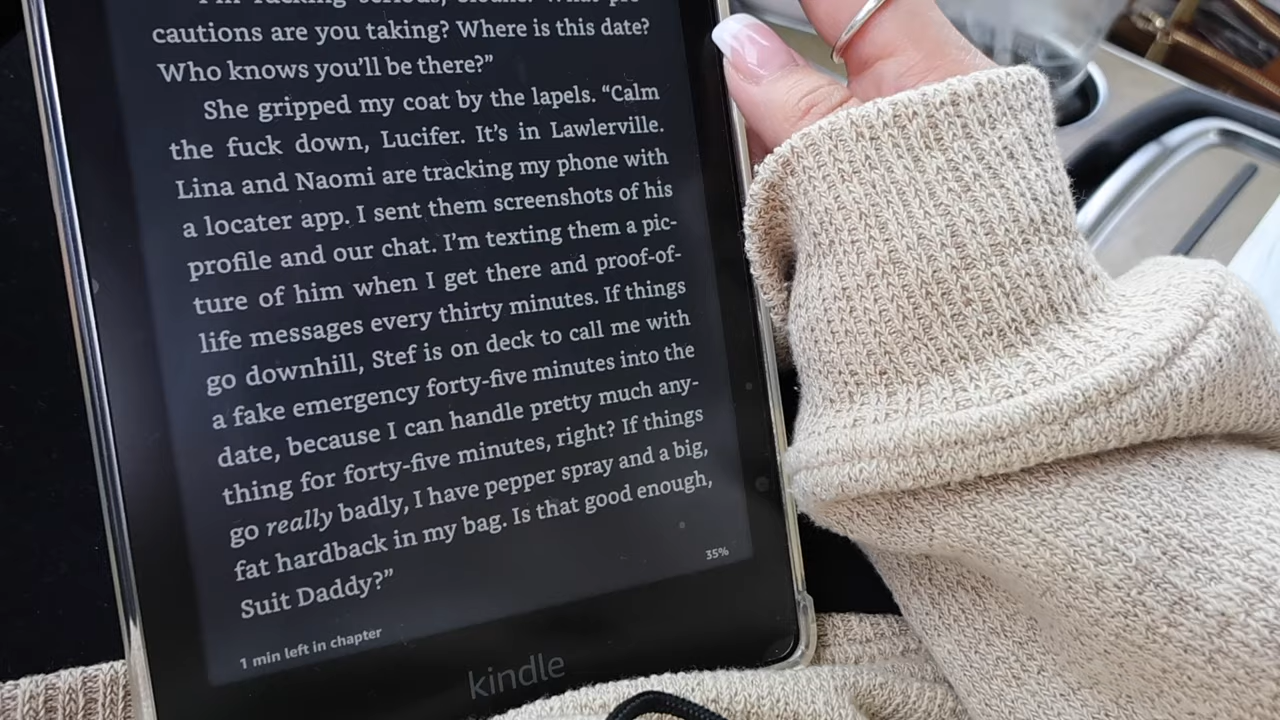 cautions are you taking? Where is this date?
Who knows you’ll be there?”
She gripped my coat by the lapels. “Calm
the fuck down, Lucifer. It’s in Lawlerville.
Lina and Naomi are tracking my phone with
a locater app. I sent them screenshots of his
profile and our chat. I’m texting them a pic-
ture of him when I get there and proof-of-
life messages every thirty minutes. If things
go downhill, Stef is on deck to call me with
a fake emergency forty-five minutes into the
date, because I can handle pretty much any-
thing for forty-five minutes, right? If things
go really badly, I have pepper spray and a big,
fat hardback in my bag. Is that good enough,
Suit Daddy?”
35%
1 min left in chapter
kindle